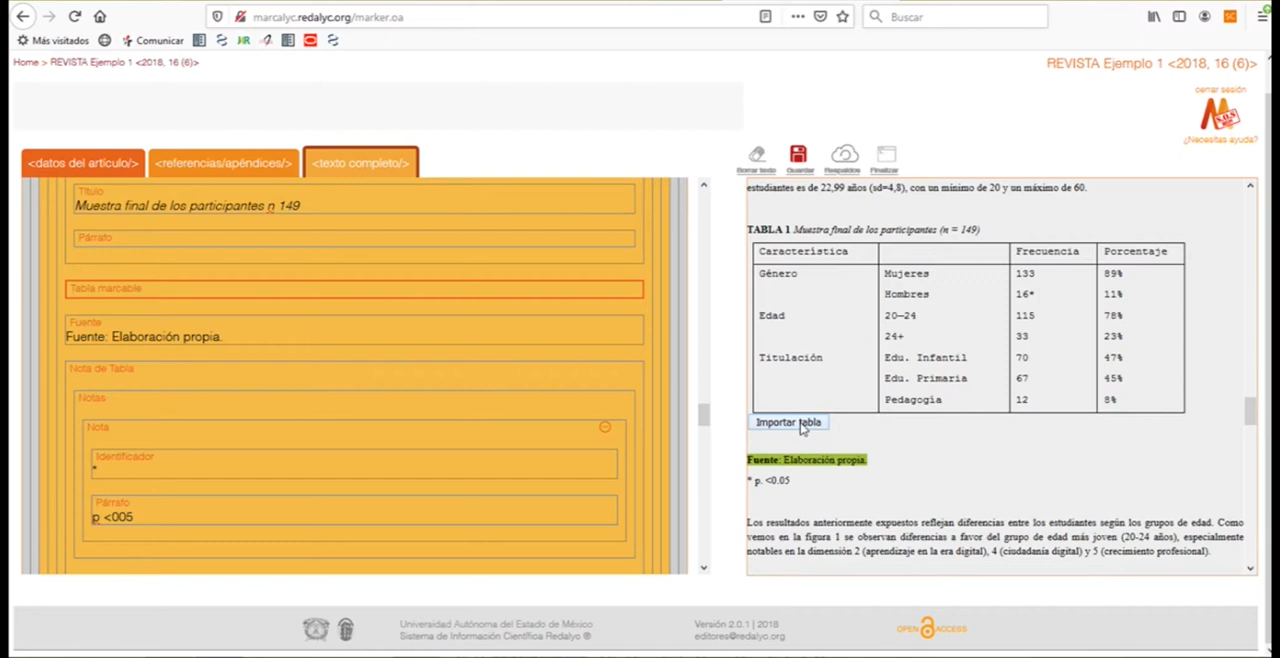 marcalyc.redalyc.org/marker.oa
Buscar
Más visitados
Comunicar
Home > REVISTA Ejemplo 1 <2018, 16 (6)>
REVISTA Ejemplo 1 <2018, 16 (6)>
cerrar sesión
S.O.S
¿Necesitas ayuda?
<datos del artículo/>
<referencias/apéndices/>
<texto completo/>
Borrar texto
Guardar
Respaldos
Finalizar
Título
Muestra final de los participantes n 149
Párrafo
Tabla marcable
Fuente
Fuente: Elaboración propia.
Nota de Tabla
Notas
Nota
Identificador
*
Párrafo
p <005
estudiantes es de 22,99 años (sd=4,8), con un mínimo de 20 y un máximo de 60.
TABLA 1 Muestra final de los participantes (n = 149)
Característica Frecuencia Porcentaje
Género Mujeres 133 89%
Hombres 16* 11%
Edad 20—24 115 78%
24+ 33 23%
Titulación Edu. Infantil 70 47%
Edu. Primaria 67 45%
Pedagogía 12 8%
Importar tabla
Fuente: Elaboración propia.
* p. <0.05
Los resultados anteriormente expuestos reflejan diferencias entre los estudiantes según los grupos de edad. Como
vemos en la figura 1 se observan diferencias a favor del grupo de edad más joven (20-24 años), especialmente
notables en la dimensión 2 (aprendizaje en la era digital), 4 (ciudadanía digital) y 5 (crecimiento profesional).
Universidad Autónoma del Estado de México
Sistema de Información Científica Redalyc ®
Versión 2.0.1 | 2018
editores@redalyc.org
OPEN ACCESS